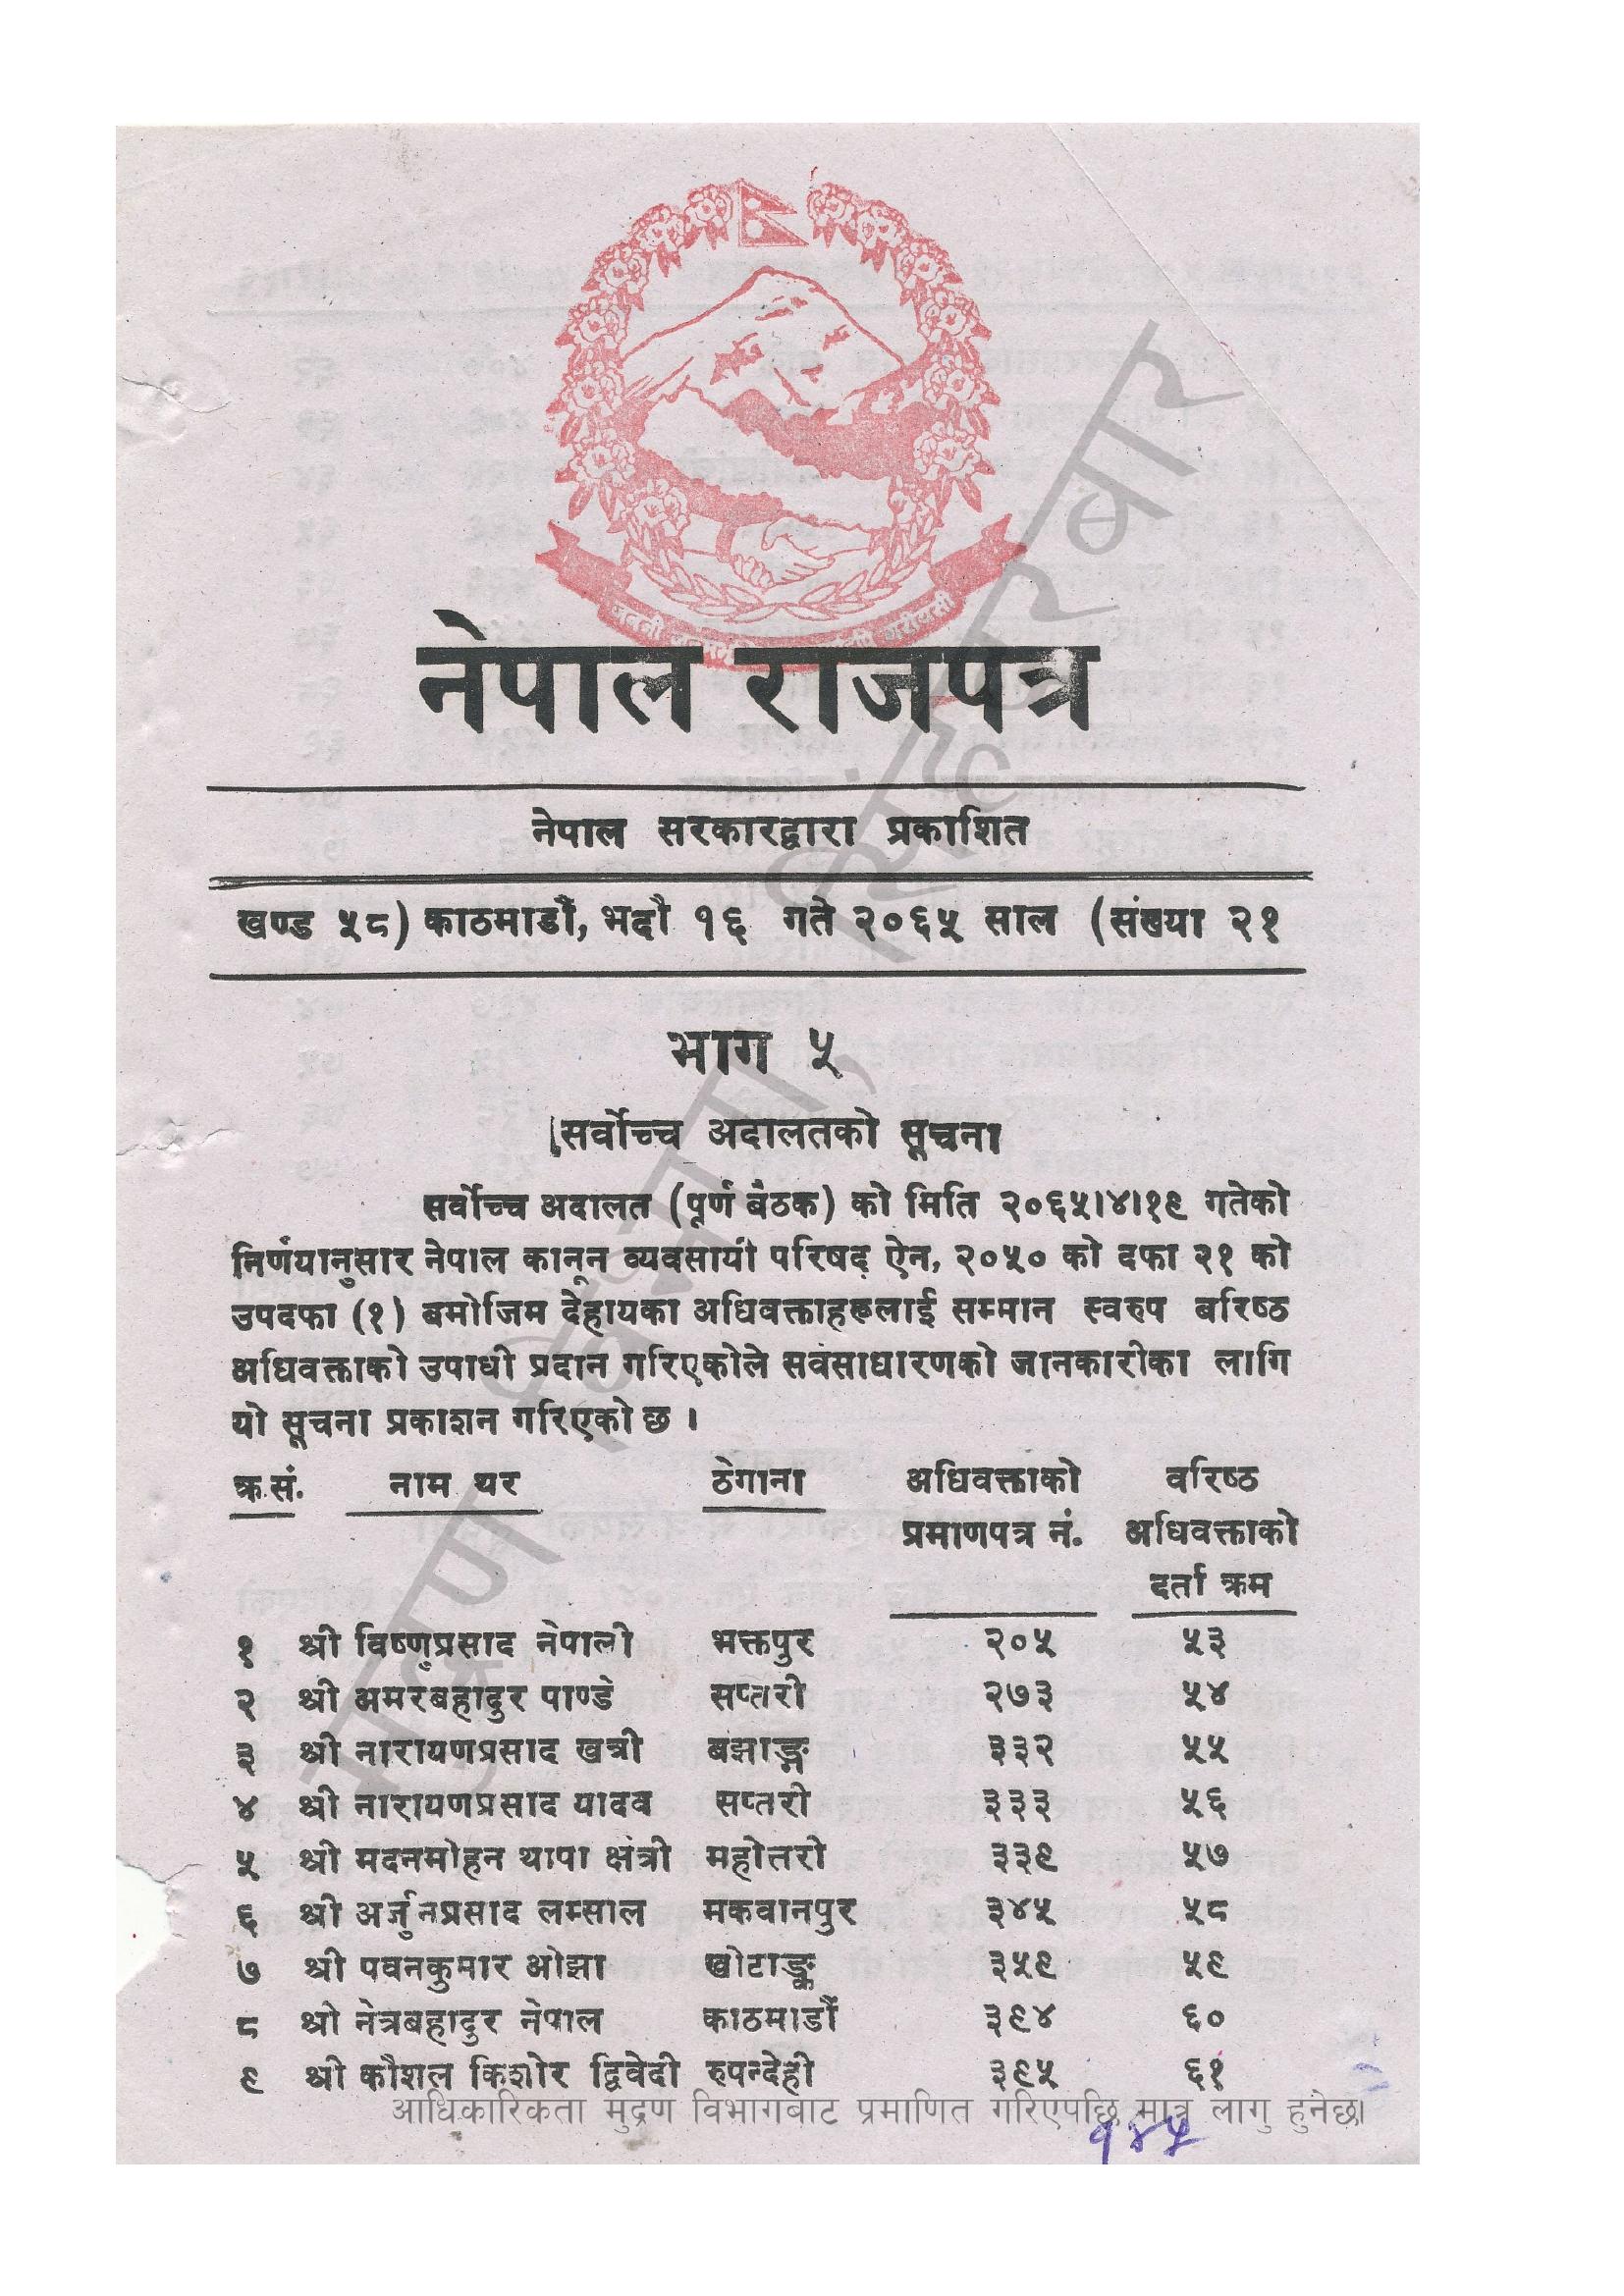 नेपाल राजपत्र
नेपाल सरकारद्वारा प्रकाशित
खण्ड ५८) काठमाडौं, भदौ १६ गते २०६५ साल (संख्या २१
भाग ५
सर्वोच्च अदालतको सूचना
सर्वोच्च अदालत (पूर्ण बैठक) को मिति २०६५।४।१९ गतेको
निर्णयानुसार नेपाल कानून व्यवसायी परिषद् ऐन, २०५० को दफा २१ को
उपदफा (१) बमोजिम देहायका अधिवक्ताहरूलाई सम्मान स्वरुप बरिष्ठ
अधिवक्ताको उपाधी प्रदान गरिएकोले सर्वसाधारणको जानकारीका लागि
यो सूचना प्रकाशन गरिएको छ ।
क्र.सं. नाम थर ठेगाना अधिवक्ताको वरिष्ठ
प्रमाणपत्र नं. अधिवक्ताको
दर्ता क्रम
१ श्री विष्णुप्रसाद नेपाली भक्तपुर २०५ ५३
२ श्री अमरबहादुर पाण्डे सप्तरी २७३ ५४
३ श्री नारायणप्रसाद खत्री बझाङ्ग ३३२ ५५
४ श्री नारायणप्रसाद यादव सप्तरी ३३३ ५६
५ श्री मदनमोहन थापा क्षेत्री महोत्तरी ३३९ ५७
६ श्री अर्जुनप्रसाद लम्साल मकवानपुर ३४५ ५८
७ श्री पवनकुमार ओझा खोटाङ्ग ३५९ ५९
८ श्री नेत्रबहादुर नेपाल काठमाडौं ३९४ ६०
९ श्री कौशल किशोर द्विवेदी रुपन्देही ३९५ ६१
आधिकारिकता मुद्रण विभागबाट प्रमाणित गरिएपछि मात्र लागु हुनेछ।
१४५
मुद्रण विभाग, सिंहदरबार